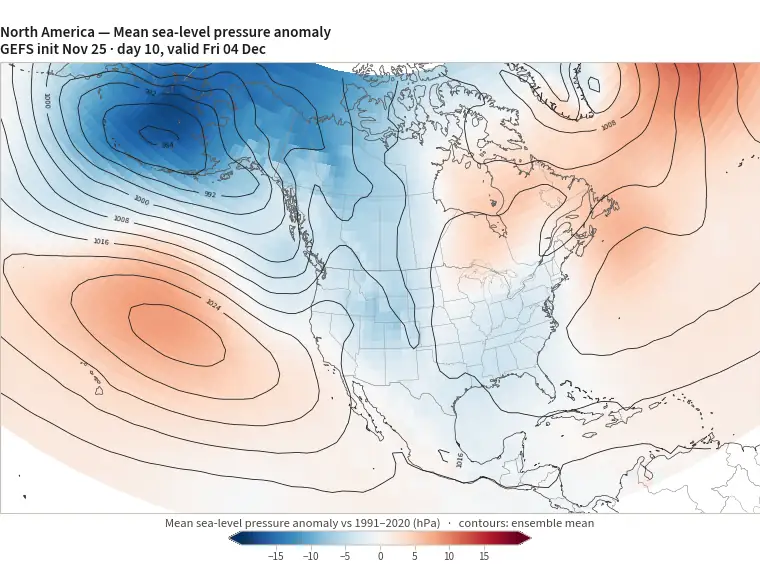 North America — Mean sea-level pressure anomaly
GEFS init Nov 25 · day 10, valid Fri 04 Dec
992
984
1000
992
1000
1008
1016
1024
1008
1016
Mean sea-level pressure anomaly vs 1991–2020 (hPa) · contours: ensemble mean
−15 −10 −5 0 5 10 15